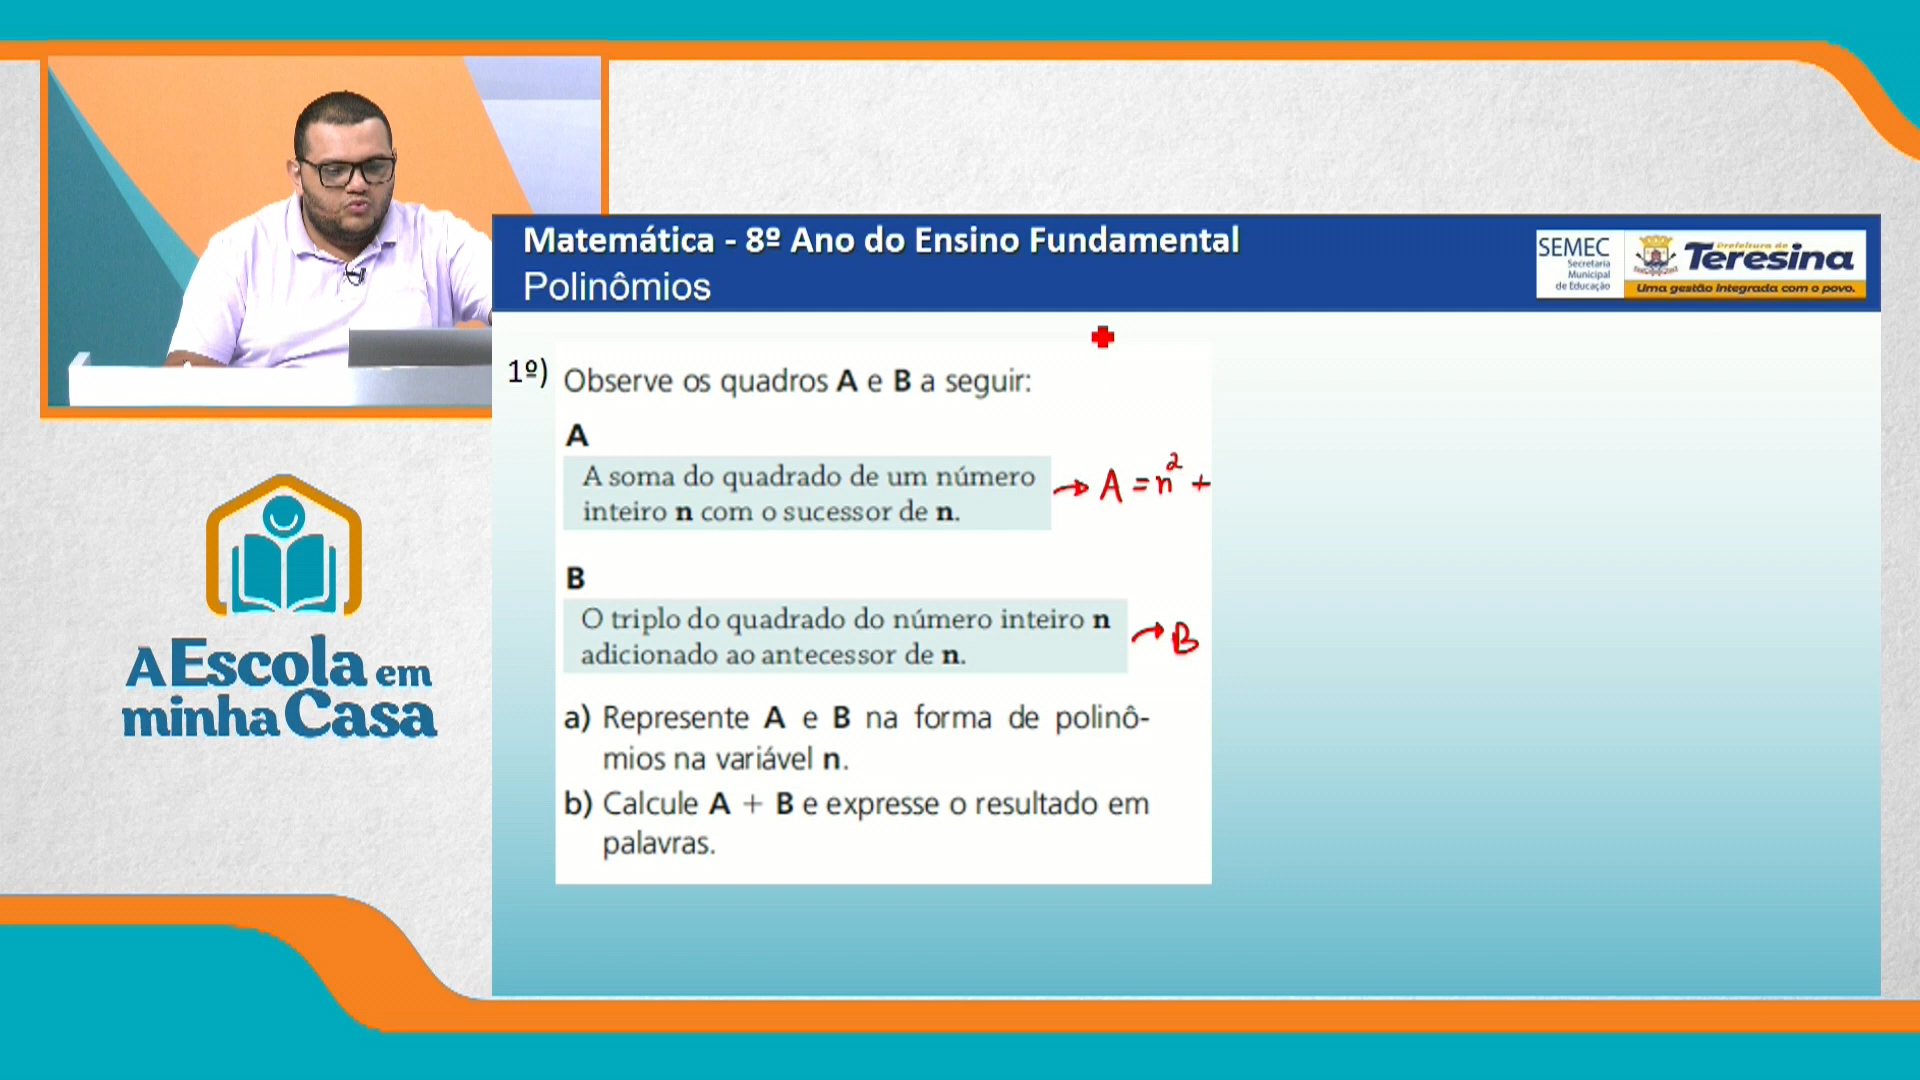 Matemática - 8º Ano do Ensino Fundamental
Polinômios
SEMEC
Secretaria
Municipal
de Educação
Prefeitura de
Teresina
Uma gestão integrada com o povo.
1º) Observe os quadros A e B a seguir:
A
A soma do quadrado de um número
inteiro n com o sucessor de n.
→ A = n² +
B
O triplo do quadrado do número inteiro n
adicionado ao antecessor de n.
→ B
a) Represente A e B na forma de polinô-
mios na variável n.
b) Calcule A + B e expresse o resultado em
palavras.
A Escola em
minha Casa